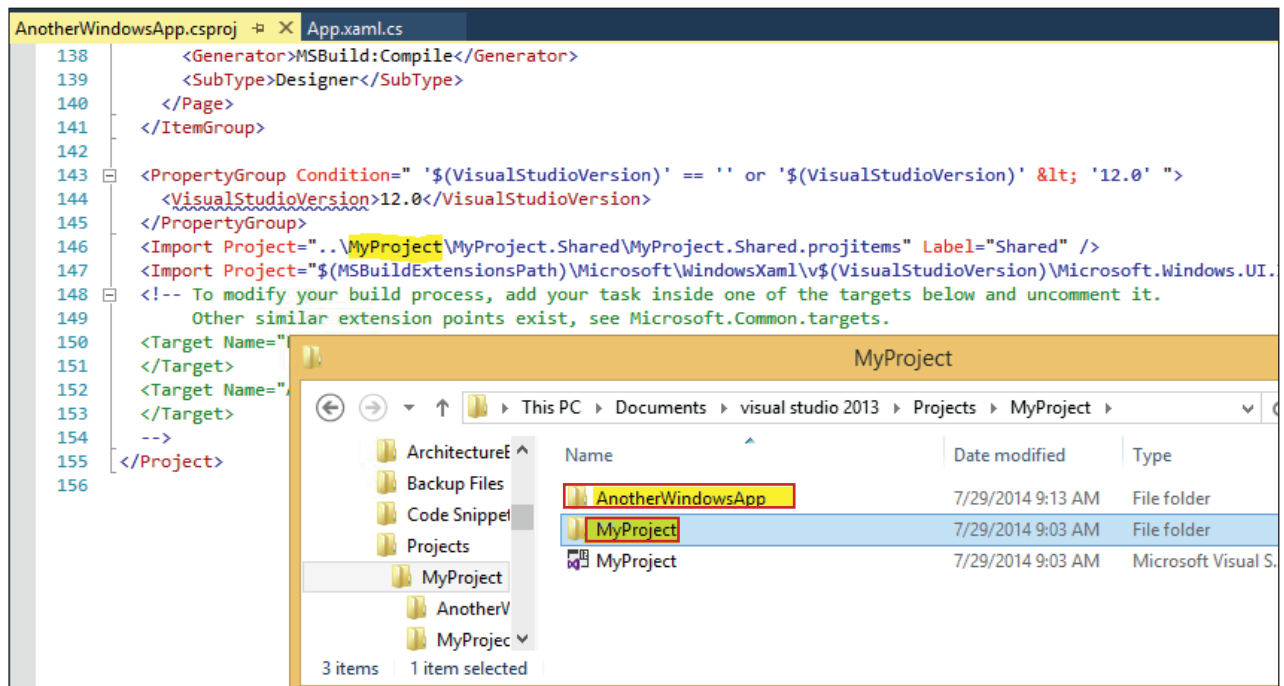 AnotherWindowsApp.csproj App.xaml.cs
138 <Generator>MSBuild:Compile</Generator>
139 <SubType>Designer</SubType>
140 </Page>
141 </ItemGroup>
142
143 <PropertyGroup Condition=" '$(VisualStudioVersion)' == '' or '$(VisualStudioVersion)' &lt; '12.0' ">
144 <VisualStudioVersion>12.0</VisualStudioVersion>
145 </PropertyGroup>
146 <Import Project="..\MyProject\MyProject.Shared\MyProject.Shared.projitems" Label="Shared" />
147 <Import Project="$(MSBuildExtensionsPath)\Microsoft\WindowsXaml\v$(VisualStudioVersion)\Microsoft.Windows.UI.
148 <!-- To modify your build process, add your task inside one of the targets below and uncomment it.
149 Other similar extension points exist, see Microsoft.Common.targets.
150 <Target Name="
151 </Target>
152 <Target Name="
153 </Target>
154 -->
155 </Project>
156
MyProject
This PC Documents visual studio 2013 Projects MyProject
Name Date modified Type
ArchitectureE
Backup Files
Code Snippet
Projects
MyProject
AnotherW
MyProjec
AnotherWindowsApp 7/29/2014 9:13 AM File folder
MyProject 7/29/2014 9:03 AM File folder
MyProject 7/29/2014 9:03 AM Microsoft Visual S.
3 items 1 item selected